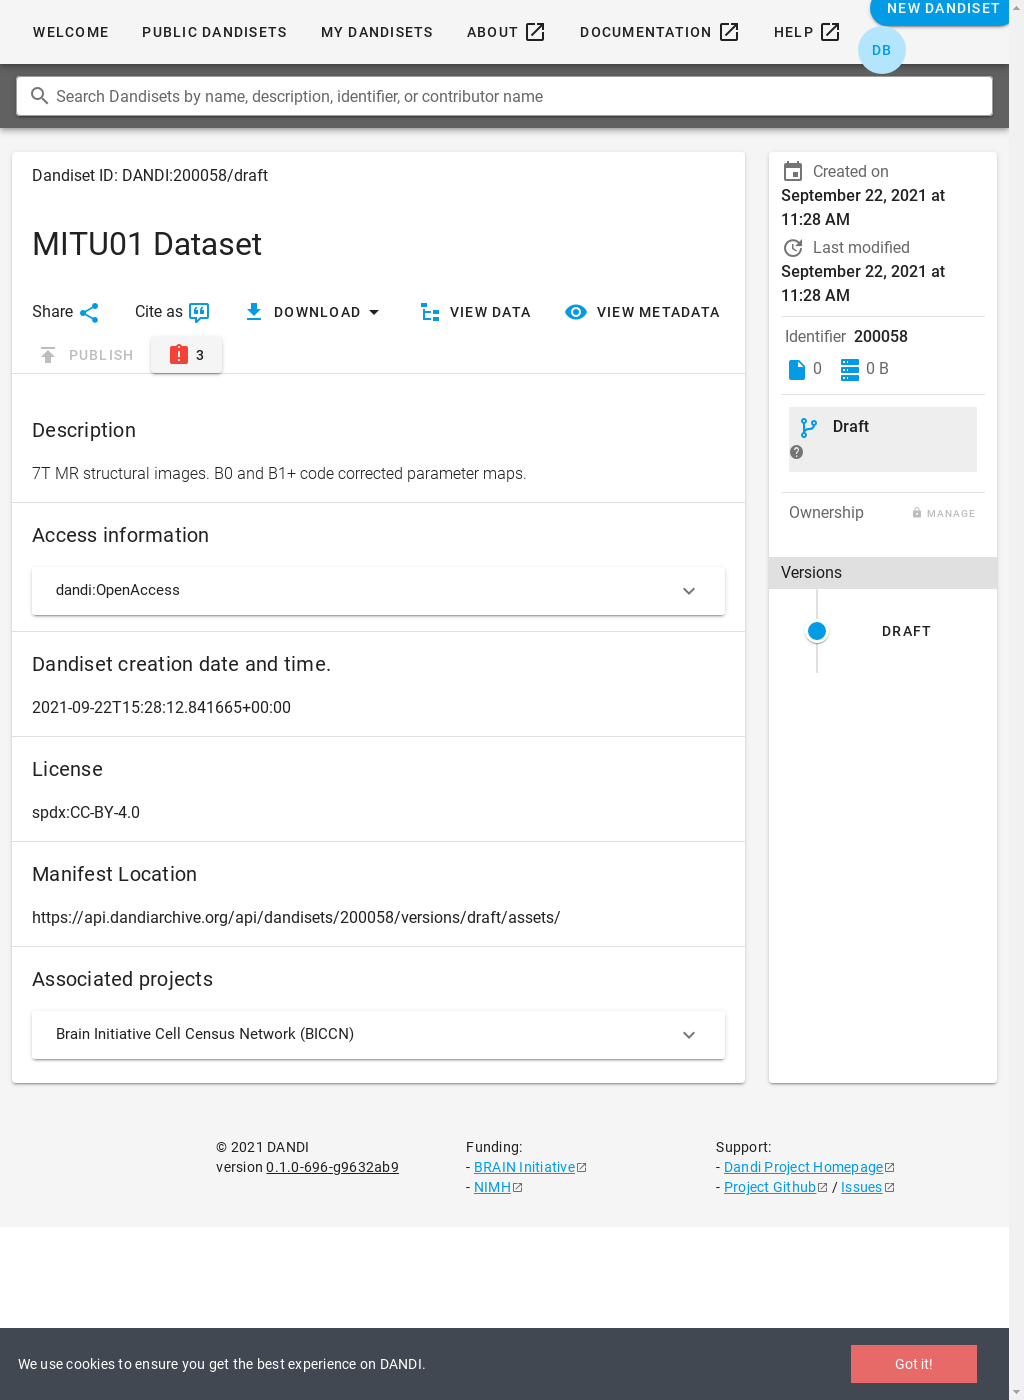 WELCOME PUBLIC DANDISETS MY DANDISETS ABOUT DOCUMENTATION HELP NEW DANDISET
DB
Search Dandisets by name, description, identifier, or contributor name
Dandiset ID: DANDI:200058/draft
MITU01 Dataset
Share Cite as DOWNLOAD VIEW DATA VIEW METADATA
PUBLISH 3
Description
7T MR structural images. B0 and B1+ code corrected parameter maps.
Access information
dandi:OpenAccess
Dandiset creation date and time.
2021-09-22T15:28:12.841665+00:00
License
spdx:CC-BY-4.0
Manifest Location
https://api.dandiarchive.org/api/dandisets/200058/versions/draft/assets/
Associated projects
Brain Initiative Cell Census Network (BICCN)
Created on
September 22, 2021 at
11:28 AM
Last modified
September 22, 2021 at
11:28 AM
Identifier 200058
0 0 B
Draft
Ownership MANAGE
Versions
DRAFT
© 2021 DANDI
version 0.1.0-696-g9632ab9
Funding:
- BRAIN Initiative
- NIMH
Support:
- Dandi Project Homepage
- Project Github / Issues
We use cookies to ensure you get the best experience on DANDI.
Got it!